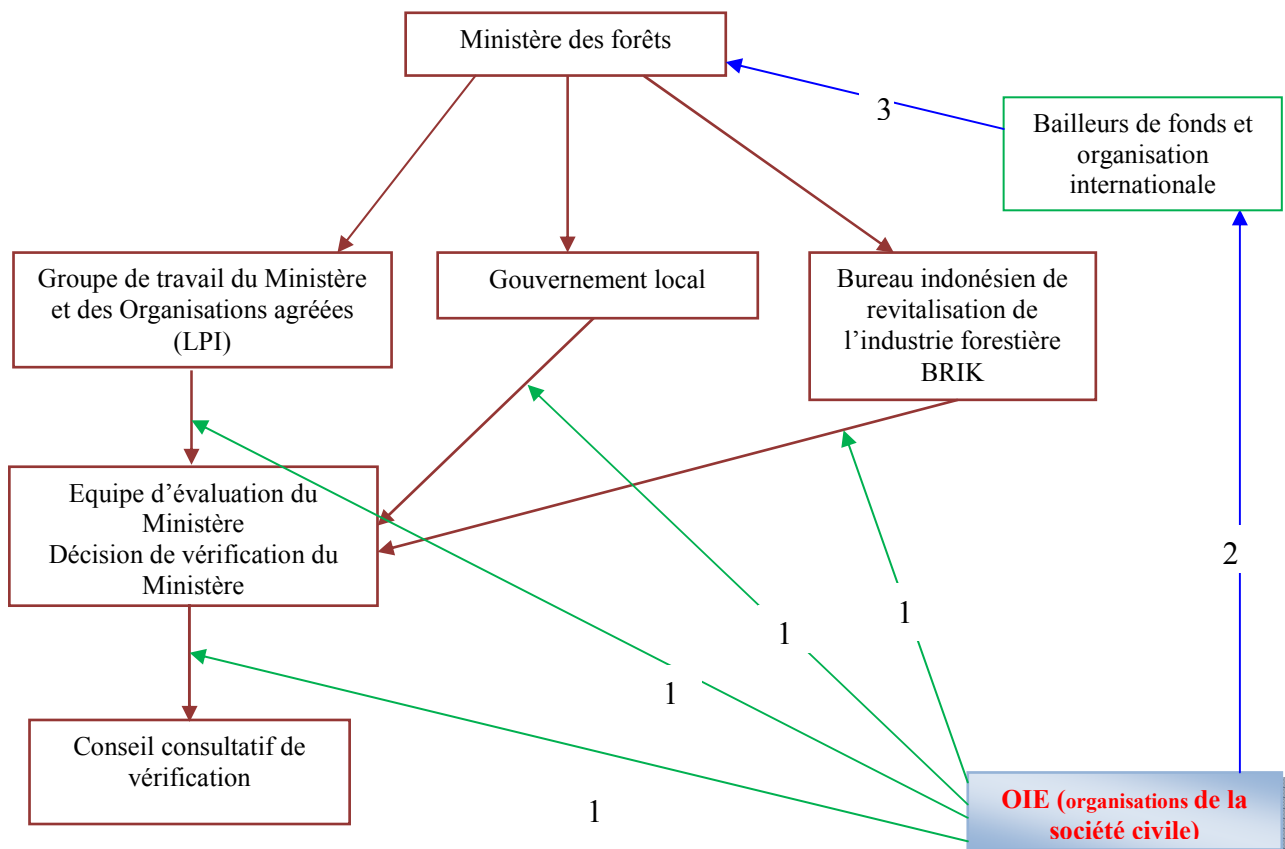 Ministère des forêts
3
Bailleurs de fonds et
organisation
internationale
Groupe de travail du Ministère
et des Organisations agréées
(LPI)
Gouvernement local
Bureau indonésien de
revitalisation de
l’industrie forestière
BRIK
Equipe d’évaluation du
Ministère
Décision de vérification du
Ministère
2
1
1
1
Conseil consultatif de
vérification
1
OIE (organisations de la
société civile)